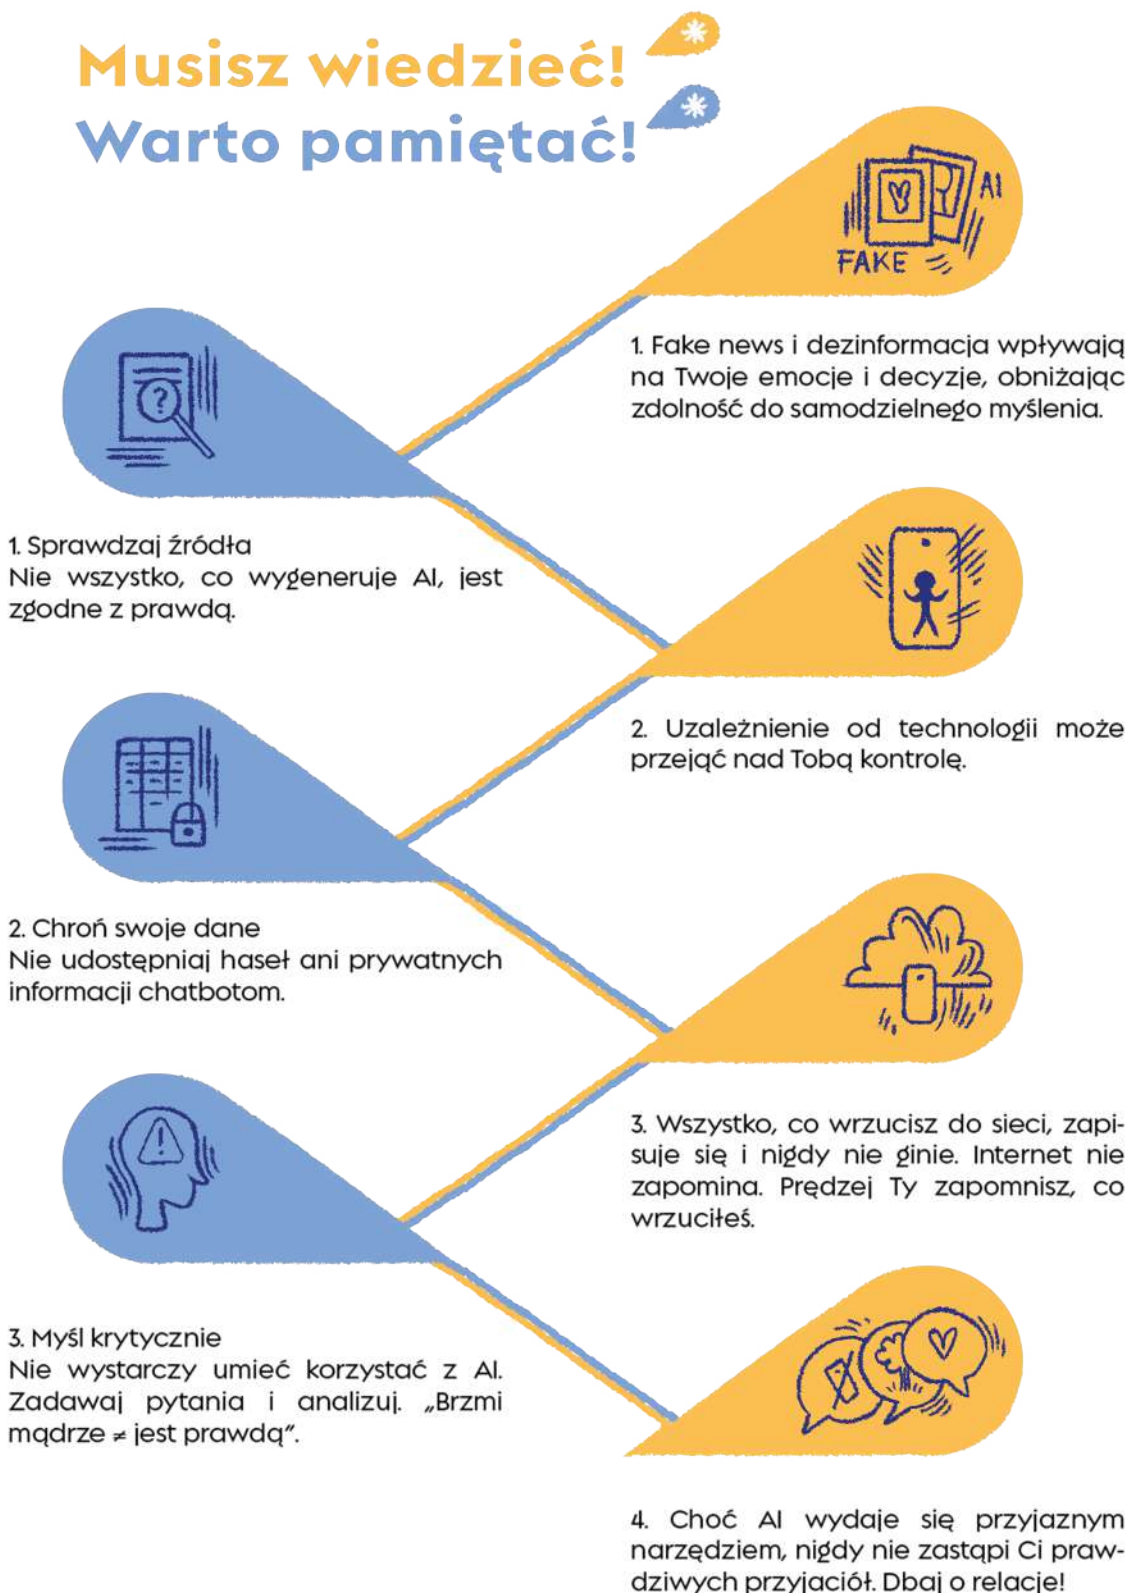 Musisz wiedzieć!
Warto pamiętać!
AI
FAKE
1. Fake news i dezinformacja wpływają
na Twoje emocje i decyzje, obniżając
zdolność do samodzielnego myślenia.
?
1. Sprawdzaj źródła
Nie wszystko, co wygeneruje AI, jest
zgodne z prawdą.
2. Uzależnienie od technologii może
przejąć nad Tobą kontrolę.
2. Chroń swoje dane
Nie udostępniaj haseł ani prywatnych
informacji chatbotom.
3. Wszystko, co wrzucisz do sieci, zapi-
suje się i nigdy nie ginie. Internet nie
zapomina. Prędzej Ty zapomnisz, co
wrzuciłeś.
!
3. Myśl krytycznie
Nie wystarczy umieć korzystać z AI.
Zadawaj pytania i analizuj. „Brzmi
mądrze ≠ jest prawdą”.
4. Choć AI wydaje się przyjaznym
narzędziem, nigdy nie zastąpi Ci praw-
dziwych przyjaciół. Dbaj o relacje!